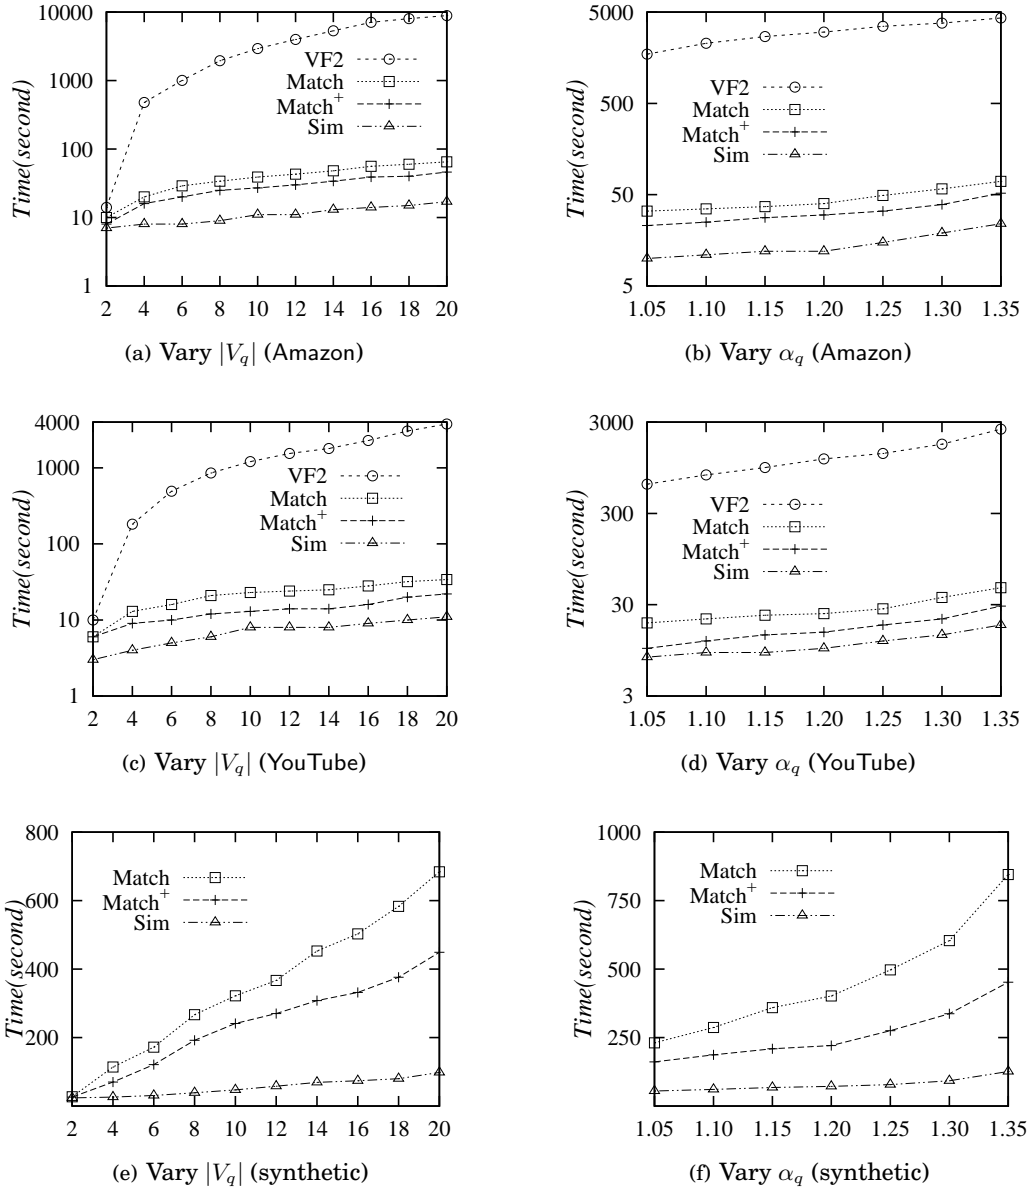 10000
1000
100
10
1
Time(second)
VF2
Match
Match+
Sim
2 4 6 8 10 12 14 16 18 20
(a) Vary |V_q| (Amazon)
5000
500
50
5
Time(second)
VF2
Match
Match+
Sim
1.05 1.10 1.15 1.20 1.25 1.30 1.35
(b) Vary α_q (Amazon)
4000
1000
100
10
1
Time(second)
VF2
Match
Match+
Sim
2 4 6 8 10 12 14 16 18 20
(c) Vary |V_q| (YouTube)
3000
300
30
3
Time(second)
VF2
Match
Match+
Sim
1.05 1.10 1.15 1.20 1.25 1.30 1.35
(d) Vary α_q (YouTube)
800
600
400
200
Time(second)
Match
Match+
Sim
2 4 6 8 10 12 14 16 18 20
(e) Vary |V_q| (synthetic)
1000
750
500
250
Time(second)
Match
Match+
Sim
1.05 1.10 1.15 1.20 1.25 1.30 1.35
(f) Vary α_q (synthetic)